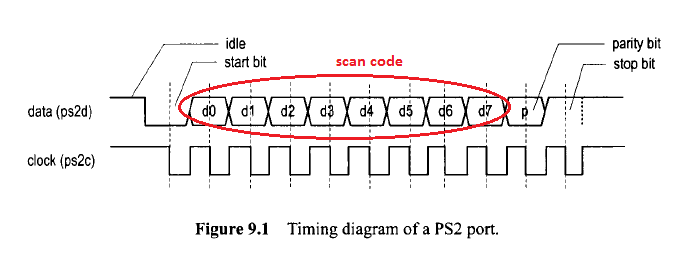 idle
scan code
parity bit
start bit
stop bit
data (ps2d)
d0 d1 d2 d3 d4 d5 d6 d7 p
clock (ps2c)
Figure 9.1 Timing diagram of a PS2 port.